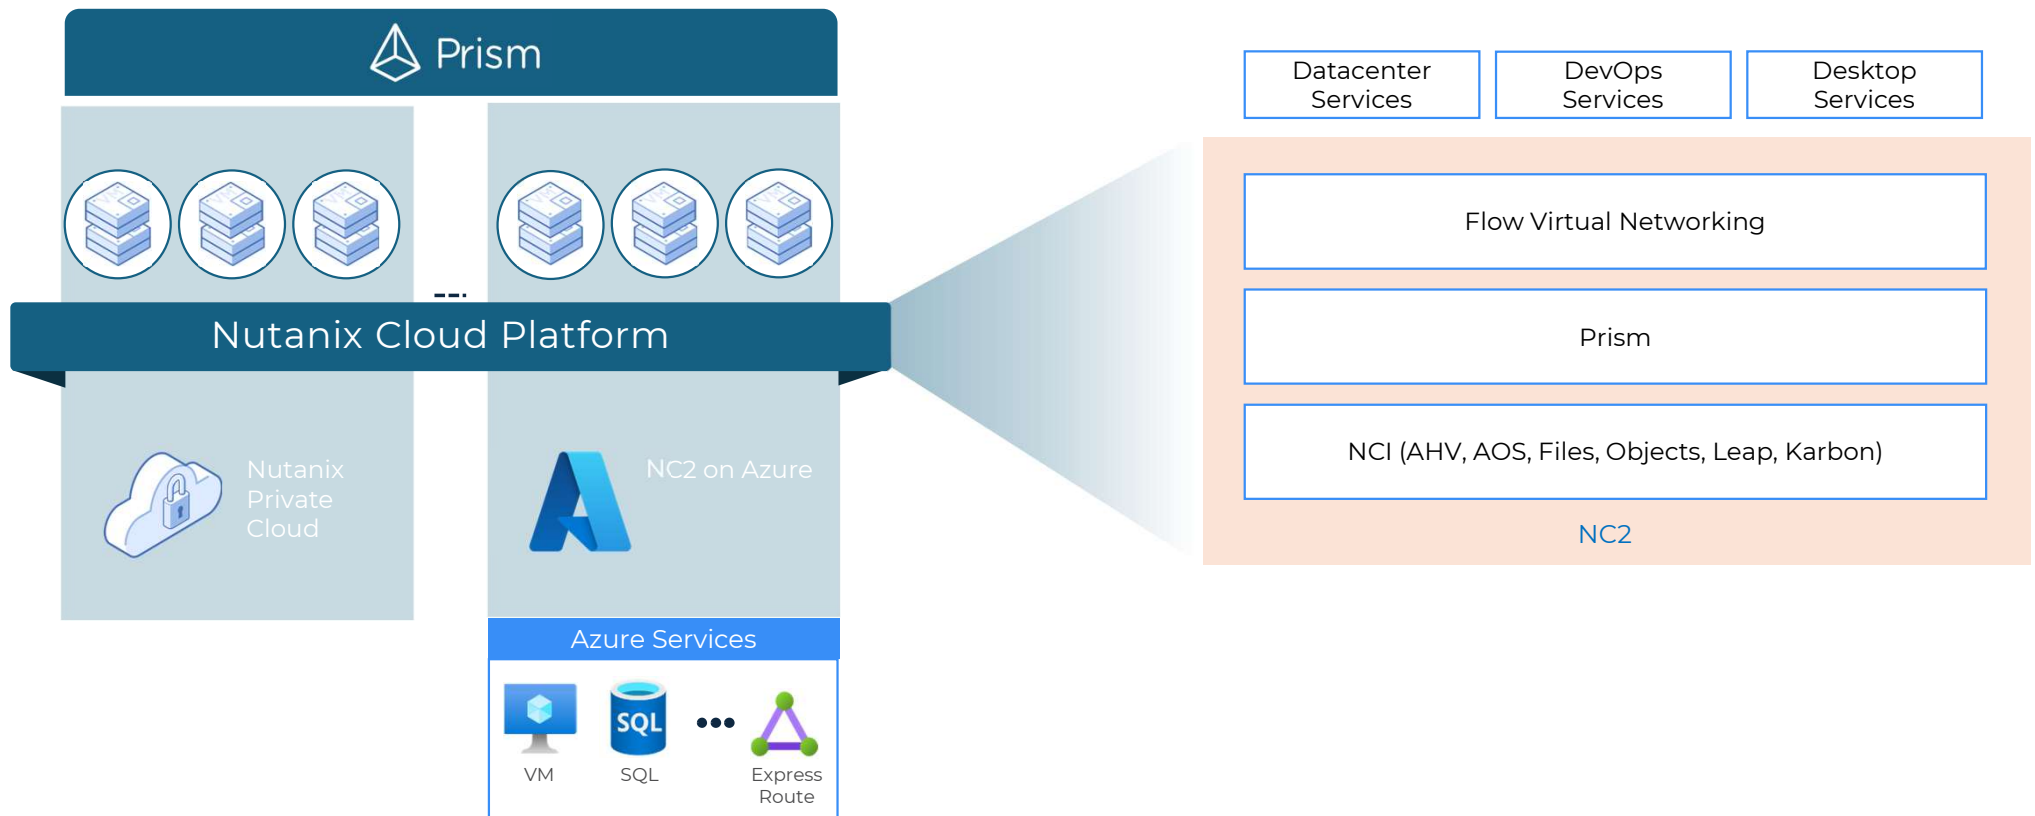 Prism
Nutanix Cloud Platform
Nutanix
Private
Cloud
NC2 on Azure
Azure Services
SQL
VM
SQL
Express
Route
Datacenter
Services
DevOps
Services
Desktop
Services
Flow Virtual Networking
Prism
NCI (AHV, AOS, Files, Objects, Leap, Karbon)
NC2